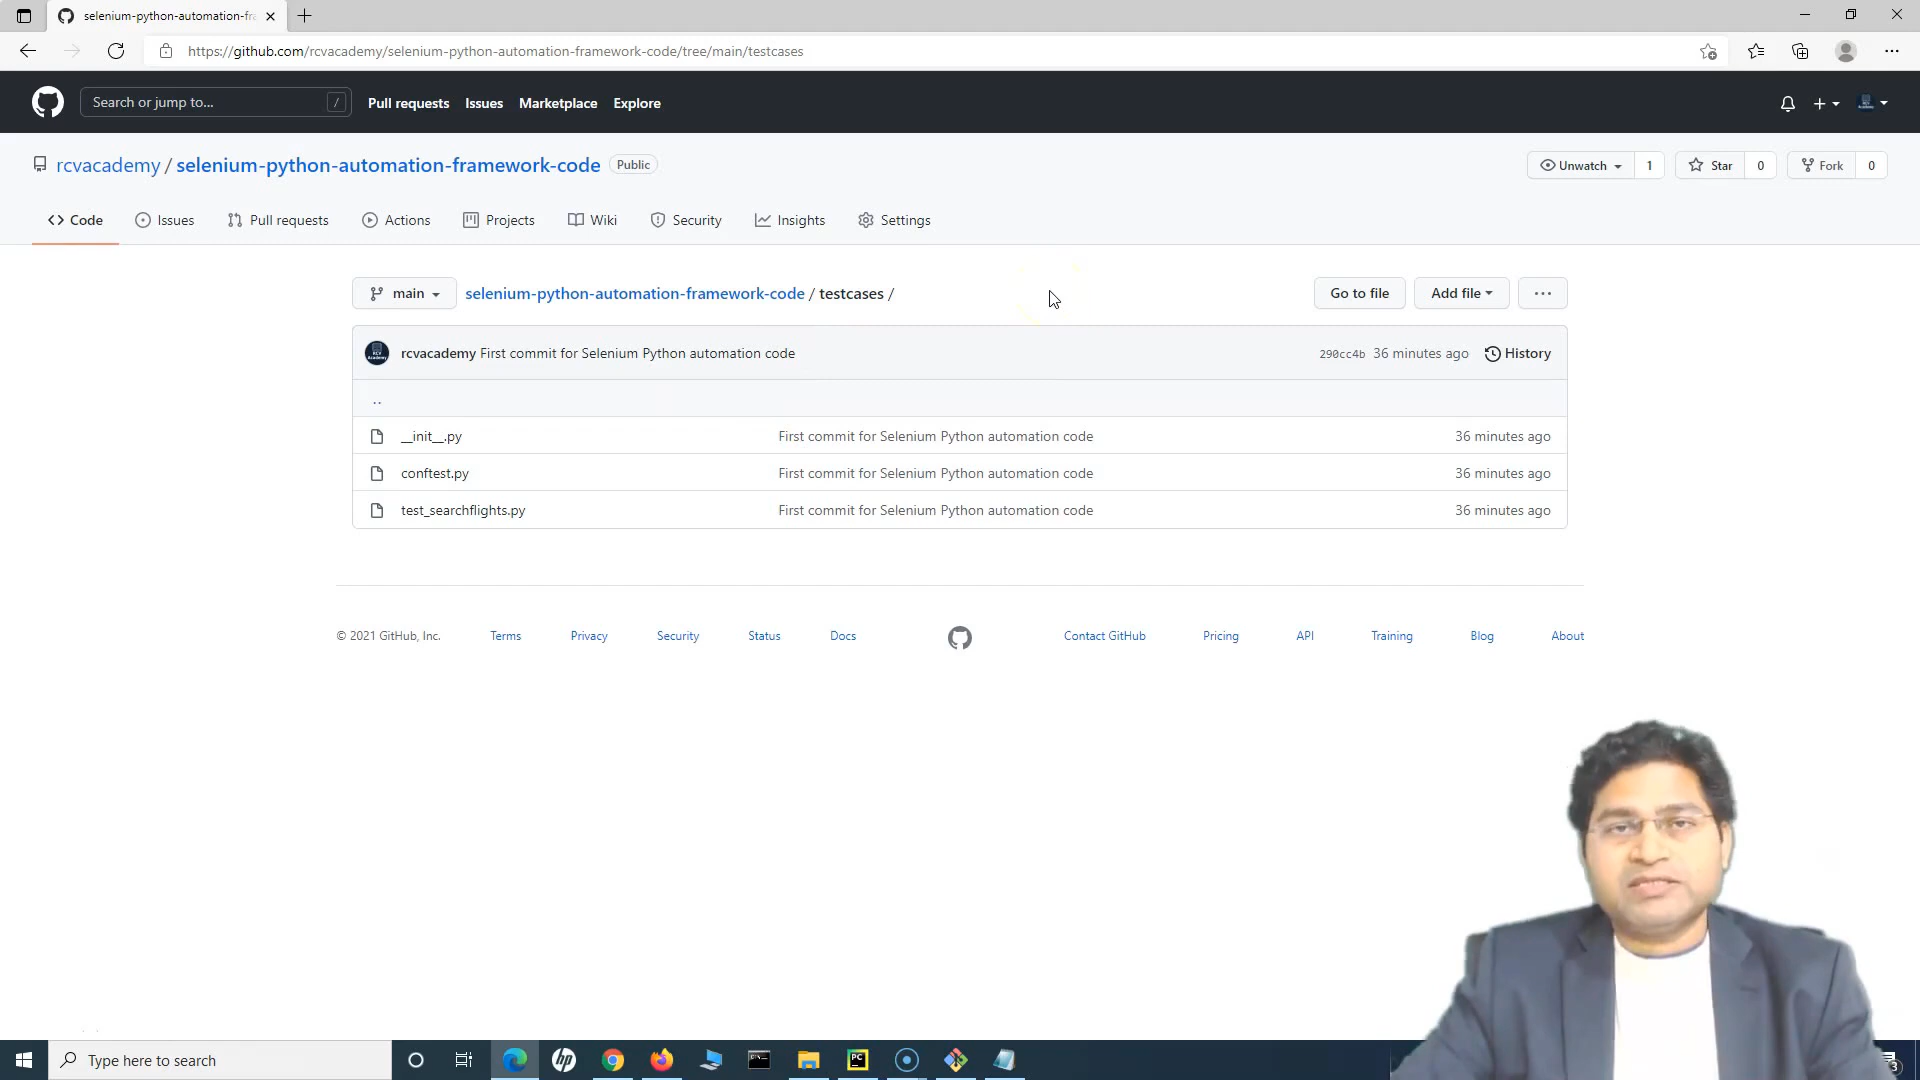 selenium-python-automation-fra
https://github.com/rcvacademy/selenium-python-automation-framework-code/tree/main/testcases
Search or jump to... / Pull requests Issues Marketplace Explore
rcvacademy / selenium-python-automation-framework-code Public Unwatch 1 Star 0 Fork 0
Code Issues Pull requests Actions Projects Wiki Security Insights Settings
main selenium-python-automation-framework-code / testcases / Go to file Add file ...
rcvacademy First commit for Selenium Python automation code 290cc4b 36 minutes ago History
..
__init__.py First commit for Selenium Python automation code 36 minutes ago
conftest.py First commit for Selenium Python automation code 36 minutes ago
test_searchflights.py First commit for Selenium Python automation code 36 minutes ago
© 2021 GitHub, Inc. Terms Privacy Security Status Docs Contact GitHub Pricing API Training Blog About
Type here to search hp PC 3